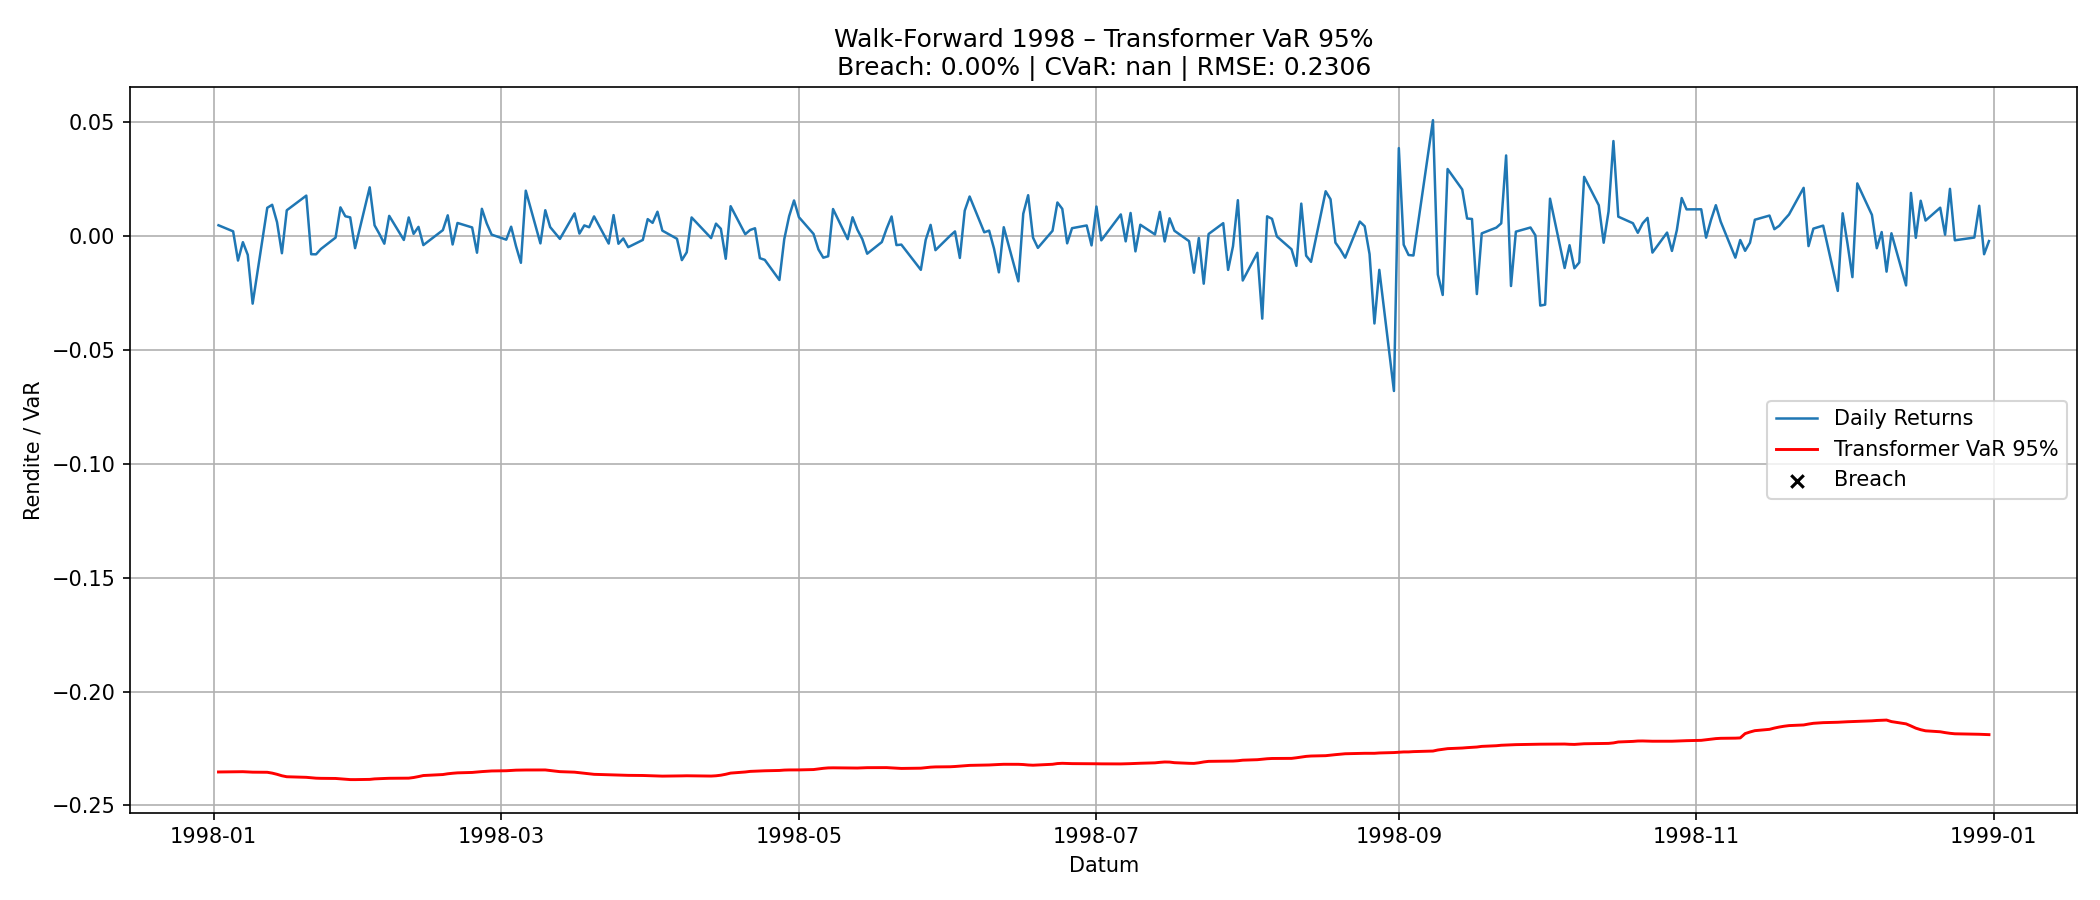 Walk-Forward 1998 – Transformer VaR 95%
Breach: 0.00% | CVaR: nan | RMSE: 0.2306
Rendite / VaR
0.05
0.00
−0.05
−0.10
−0.15
−0.20
−0.25
Daily Returns
Transformer VaR 95%
Breach
1998-01
1998-03
1998-05
1998-07
1998-09
1998-11
1999-01
Datum